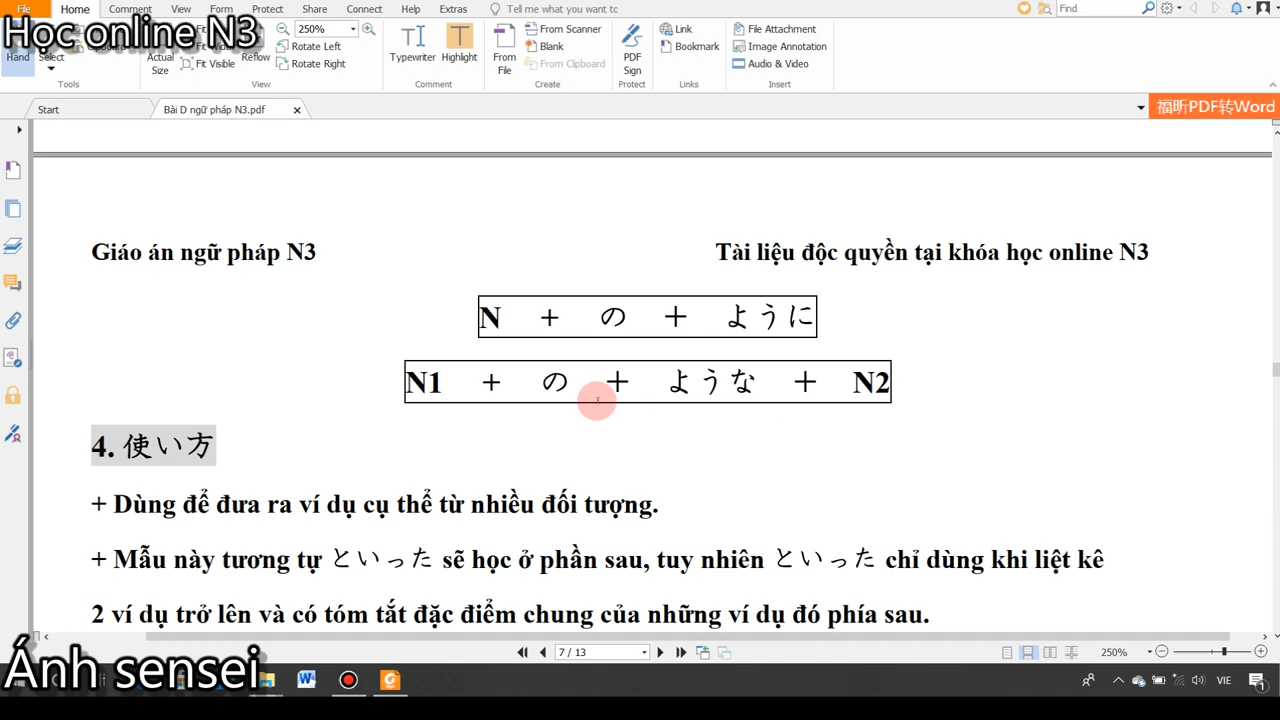 File Home Comment View Form Protect Share Connect Help Extras Tell me what you want to Find
Học online N3
Hand
Select
Actual Size
Fit Width
Fit Visible
Reflow
250%
Rotate Left
Rotate Right
Typewriter
Highlight
From File
From Scanner
Blank
From Clipboard
PDF Sign
Link
Bookmark
File Attachment
Image Annotation
Audio & Video
Tools View Comment Create Protect Links Insert
Start Bài D ngữ pháp N3.pdf
福昕PDF转Word
Giáo án ngữ pháp N3 Tài liệu độc quyền tại khóa học online N3
N + の + ように
N1 + の + ような + N2
4. 使い方
+ Dùng để đưa ra ví dụ cụ thể từ nhiều đối tượng.
+ Mẫu này tương tự といった sẽ học ở phần sau, tuy nhiên といった chỉ dùng khi liệt kê
2 ví dụ trở lên và có tóm tắt đặc điểm chung của những ví dụ đó phía sau.
7 / 13 250%
Ánh sensei
VIE